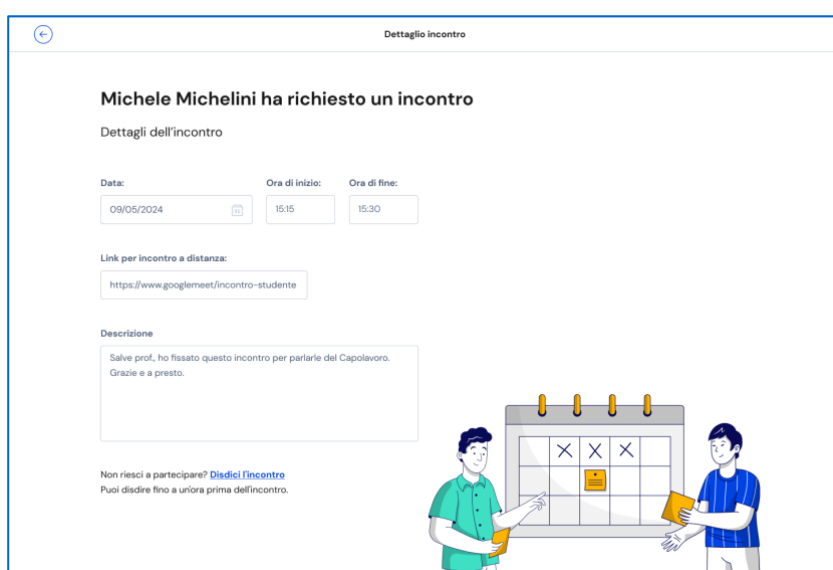 Dettaglio incontro
Michele Michelini ha richiesto un incontro
Dettagli dell'incontro
Data: Ora di inizio: Ora di fine:
09/05/2024 15:15 15:30
Link per incontro a distanza:
https://www.googlemeet/incontro-studente
Descrizione
Salve prof., ho fissato questo incontro per parlarle del Capolavoro.
Grazie e a presto.
Non riesci a partecipare? Disdici l'incontro
Puoi disdire fino a un'ora prima dell'incontro.